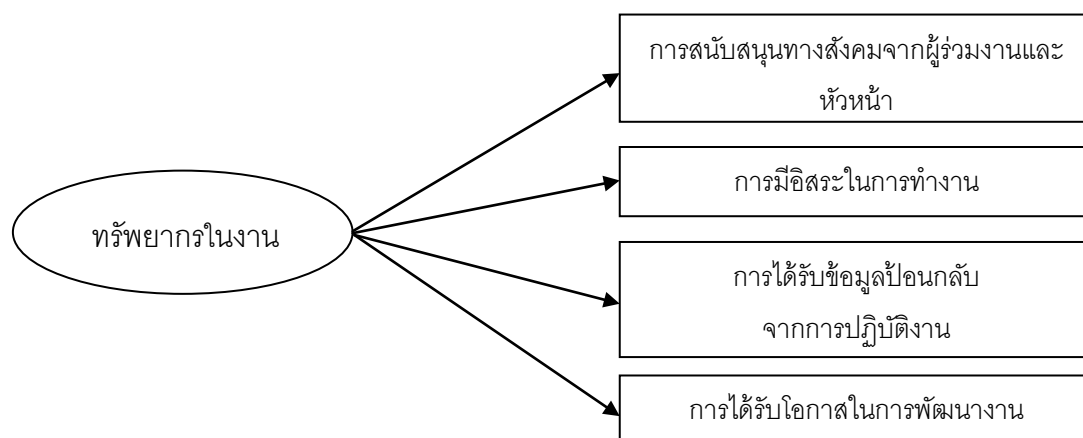 การสนับสนุนทางสังคมจากผู้ร่วมงานและ
หัวหน้า
การมีอิสระในการทำงาน
ทรัพยากรในงาน
การได้รับข้อมูลป้อนกลับ
จากการปฏิบัติงาน
การได้รับโอกาสในการพัฒนางาน